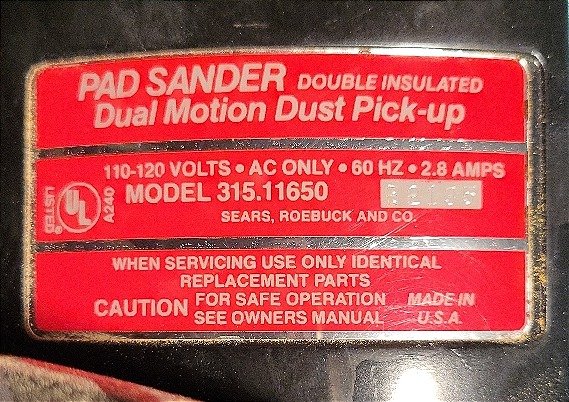 PAD SANDER DOUBLE INSULATED
Dual Motion Dust Pick-up
110-120 VOLTS • AC ONLY • 60 HZ • 2.8 AMPS
UL ®
LISTED
A240
MODEL 315.11650
SEARS, ROEBUCK AND CO.
WHEN SERVICING USE ONLY IDENTICAL
REPLACEMENT PARTS
CAUTION FOR SAFE OPERATION
SEE OWNERS MANUAL
MADE IN
U.S.A.